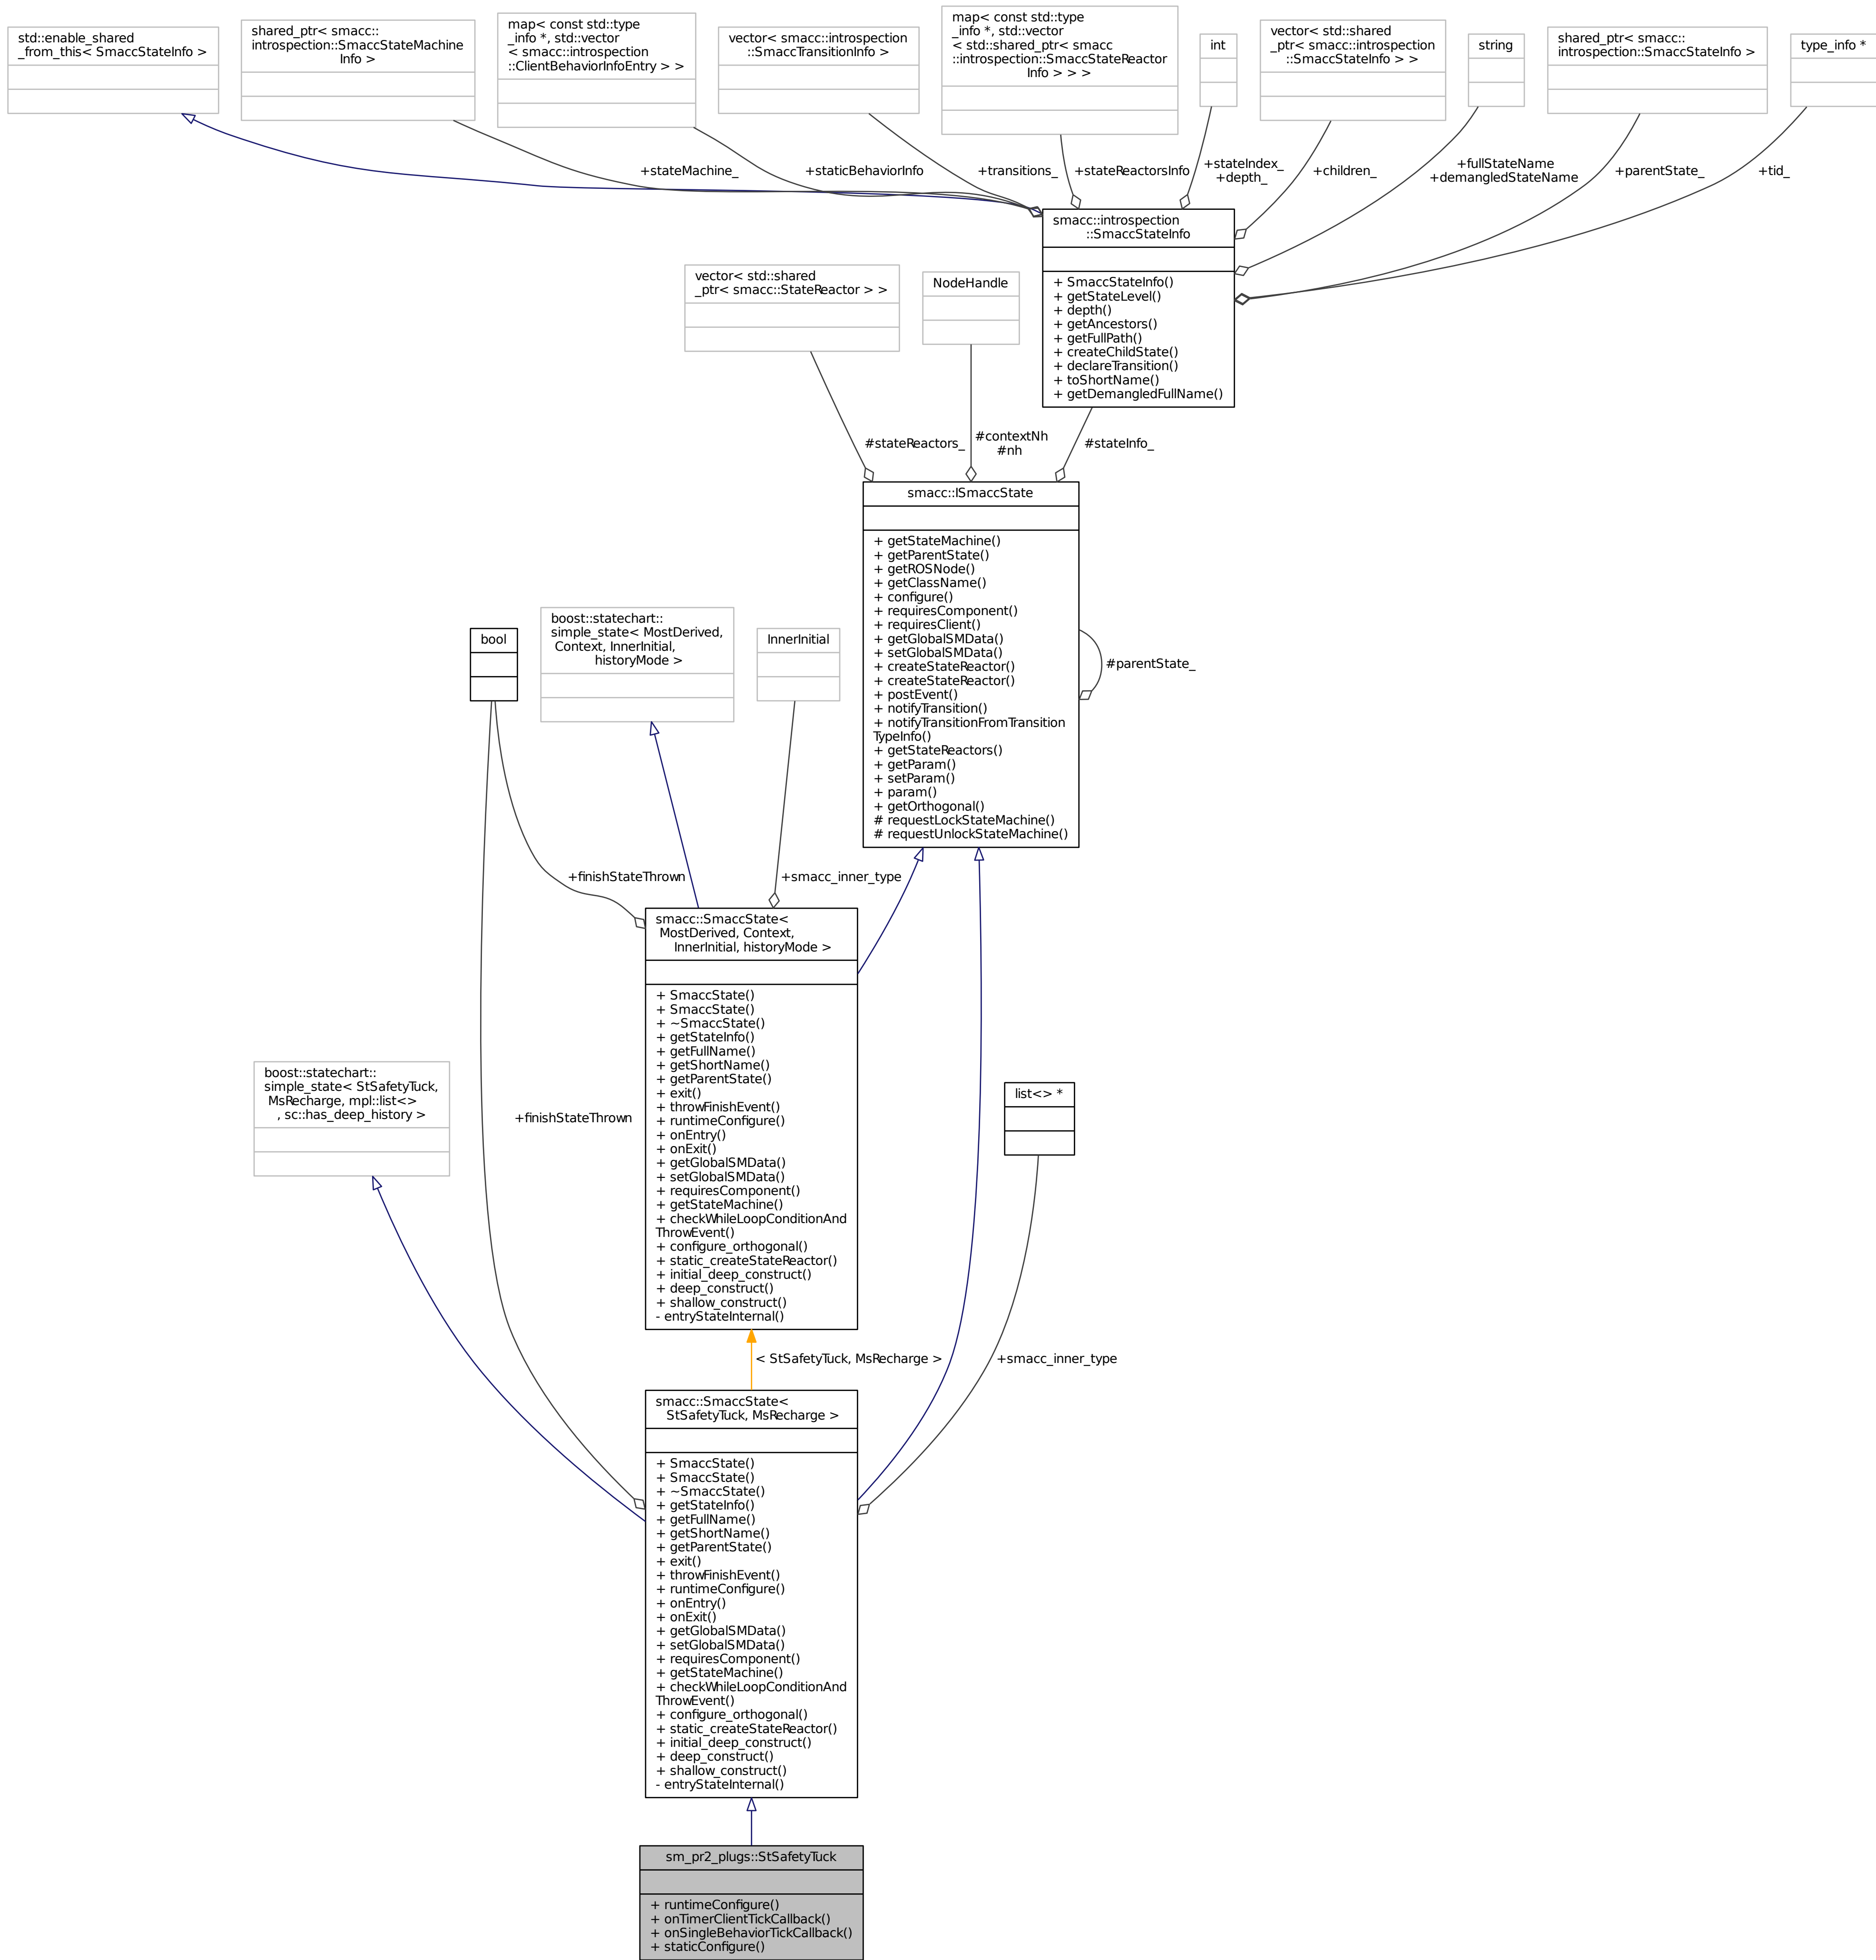 std::enable_shared
_from_this< SmaccStateInfo >
shared_ptr< smacc::
introspection::SmaccStateMachine
Info >
map< const std::type
_info *, std::vector
< smacc::introspection
::ClientBehaviorInfoEntry > >
vector< smacc::introspection
::SmaccTransitionInfo >
map< const std::type
_info *, std::vector
< std::shared_ptr< smacc
::introspection::SmaccStateReactor
Info > > >
int
vector< std::shared
_ptr< smacc::introspection
::SmaccStateInfo > >
string
shared_ptr< smacc::
introspection::SmaccStateInfo >
type_info *
+stateMachine_
+staticBehaviorInfo
+transitions_
+stateReactorsInfo
+stateIndex_
+depth_
+children_
+fullStateName
+demangledStateName
+parentState_
+tid_
smacc::introspection
::SmaccStateInfo
+ SmaccStateInfo()
+ getStateLevel()
+ depth()
+ getAncestors()
+ getFullPath()
+ createChildState()
+ declareTransition()
+ toShortName()
+ getDemangledFullName()
vector< std::shared
_ptr< smacc::StateReactor > >
NodeHandle
#stateReactors_
#contextNh
#nh
#stateInfo_
smacc::ISmaccState
+ getStateMachine()
+ getParentState()
+ getROSNode()
+ getClassName()
+ configure()
+ requiresComponent()
+ requiresClient()
+ getGlobalSMData()
+ setGlobalSMData()
+ createStateReactor()
+ createStateReactor()
+ postEvent()
+ notifyTransition()
+ notifyTransitionFromTransition
TypeInfo()
+ getStateReactors()
+ getParam()
+ setParam()
+ param()
+ getOrthogonal()
# requestLockStateMachine()
# requestUnlockStateMachine()
#parentState_
bool
boost::statechart::
simple_state< MostDerived,
Context, InnerInitial,
historyMode >
InnerInitial
+finishStateThrown
+smacc_inner_type
smacc::SmaccState<
MostDerived, Context,
InnerInitial, historyMode >
+ SmaccState()
+ SmaccState()
+ ~SmaccState()
+ getStateInfo()
+ getFullName()
+ getShortName()
+ getParentState()
+ exit()
+ throwFinishEvent()
+ runtimeConfigure()
+ onEntry()
+ onExit()
+ getGlobalSMData()
+ setGlobalSMData()
+ requiresComponent()
+ getStateMachine()
+ checkWhileLoopConditionAnd
ThrowEvent()
+ configure_orthogonal()
+ static_createStateReactor()
+ initial_deep_construct()
+ deep_construct()
+ shallow_construct()
- entryStateInternal()
boost::statechart::
simple_state< StSafetyTuck,
MsRecharge, mpl::list<>
, sc::has_deep_history >
+finishStateThrown
list<> *
< StSafetyTuck, MsRecharge >
+smacc_inner_type
smacc::SmaccState<
StSafetyTuck, MsRecharge >
+ SmaccState()
+ SmaccState()
+ ~SmaccState()
+ getStateInfo()
+ getFullName()
+ getShortName()
+ getParentState()
+ exit()
+ throwFinishEvent()
+ runtimeConfigure()
+ onEntry()
+ onExit()
+ getGlobalSMData()
+ setGlobalSMData()
+ requiresComponent()
+ getStateMachine()
+ checkWhileLoopConditionAnd
ThrowEvent()
+ configure_orthogonal()
+ static_createStateReactor()
+ initial_deep_construct()
+ deep_construct()
+ shallow_construct()
- entryStateInternal()
sm_pr2_plugs::StSafetyTuck
+ runtimeConfigure()
+ onTimerClientTickCallback()
+ onSingleBehaviorTickCallback()
+ staticConfigure()